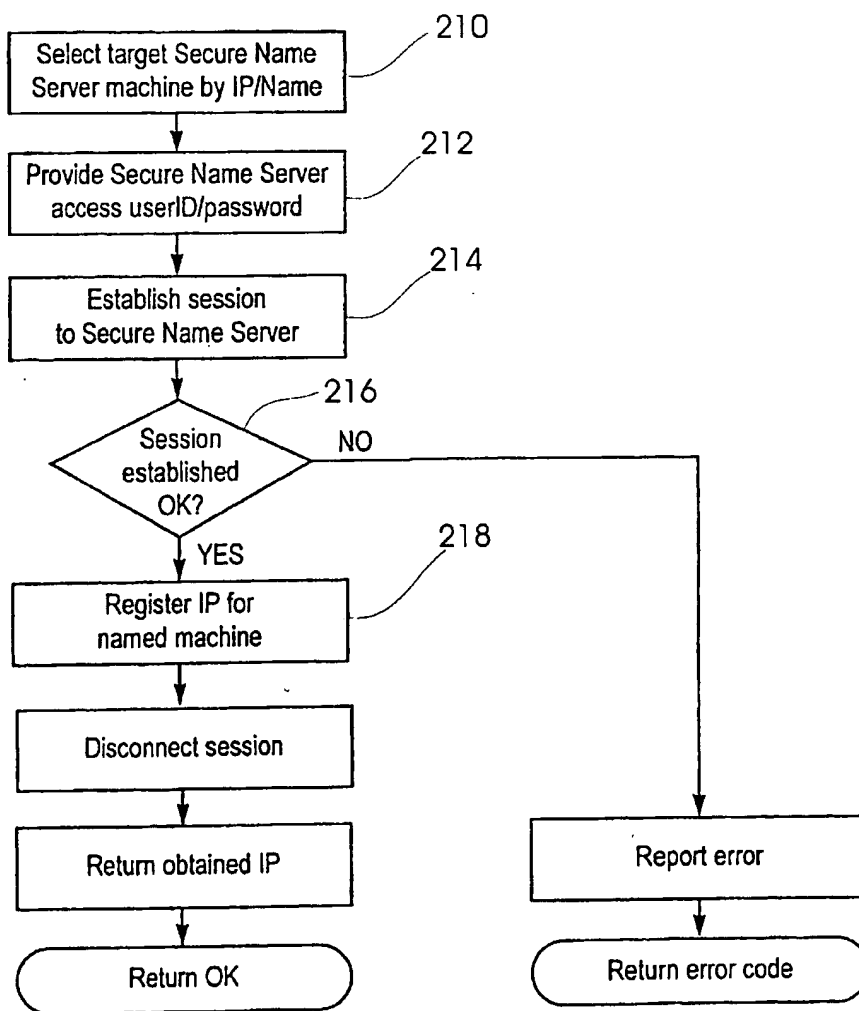 210
Select target Secure Name
Server machine by IP/Name
212
Provide Secure Name Server
access userID/password
214
Establish session
to Secure Name Server
216
Session
established
OK?
NO
YES
218
Register IP for
named machine
Disconnect session
Return obtained IP
Report error
Return OK
Return error code